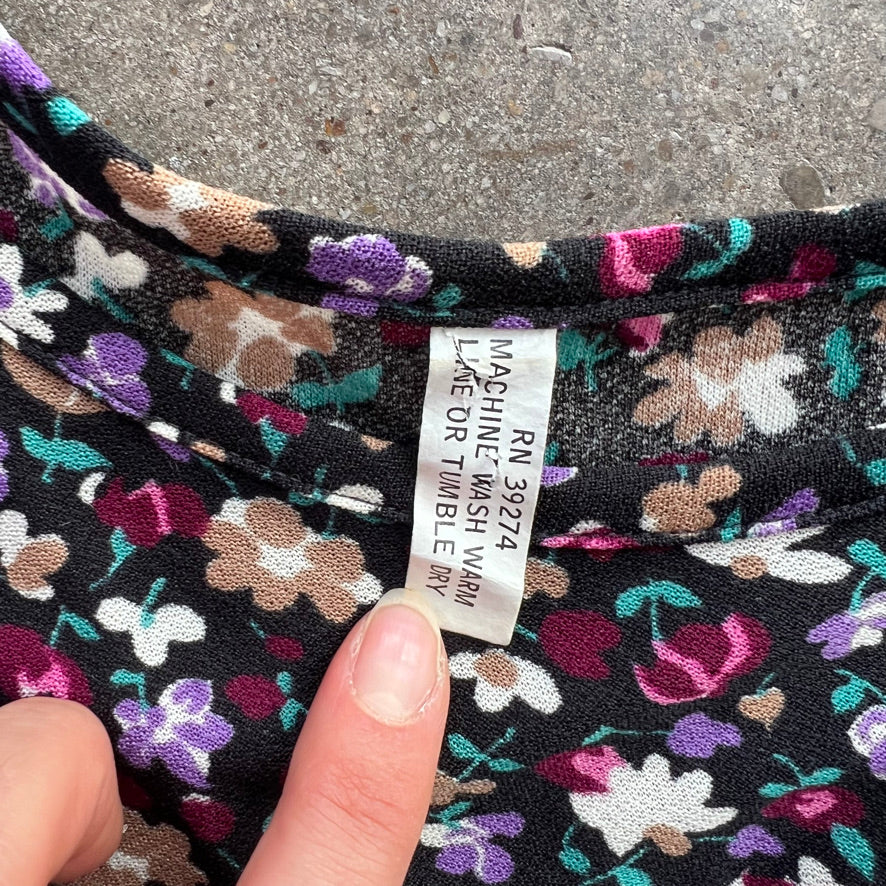 RN 39274
MACHINE WASH WARM
LINE OR TUMBLE DRY